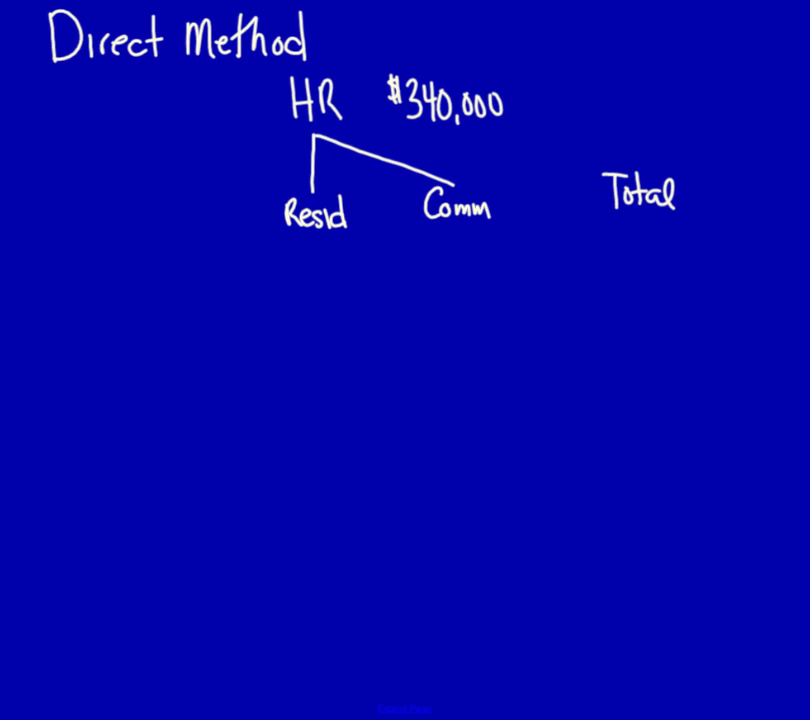 Direct Method
HR $340,000
Resid Comm Total